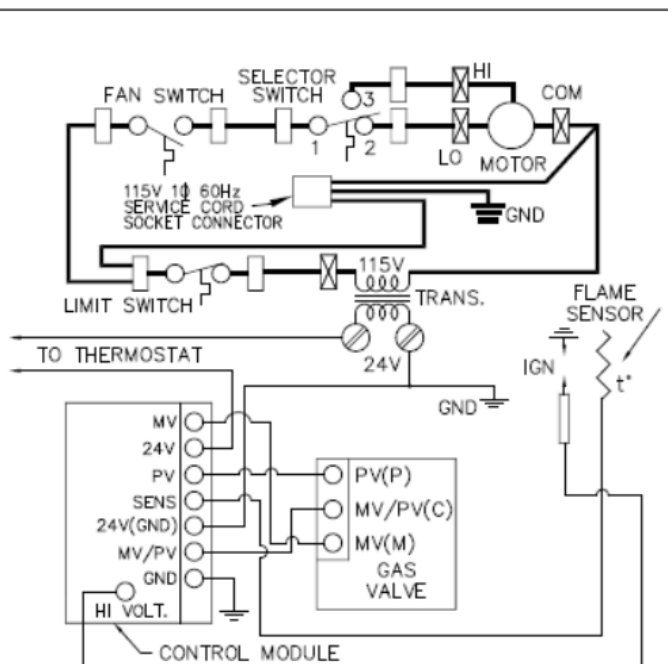 HI
SELECTOR
SWITCH
FAN SWITCH
3
COM
1
2
LO
MOTOR
115V 1ϕ 60Hz
SERVICE CORD
SOCKET CONNECTOR
GND
115V
TRANS.
LIMIT SWITCH
FLAME
SENSOR
TO THERMOSTAT
24V
IGN
t°
GND
MV
24V
PV
SENS
24V(GND)
MV/PV
GND
HI VOLT.
PV(P)
MV/PV(C)
MV(M)
GAS
VALVE
CONTROL MODULE